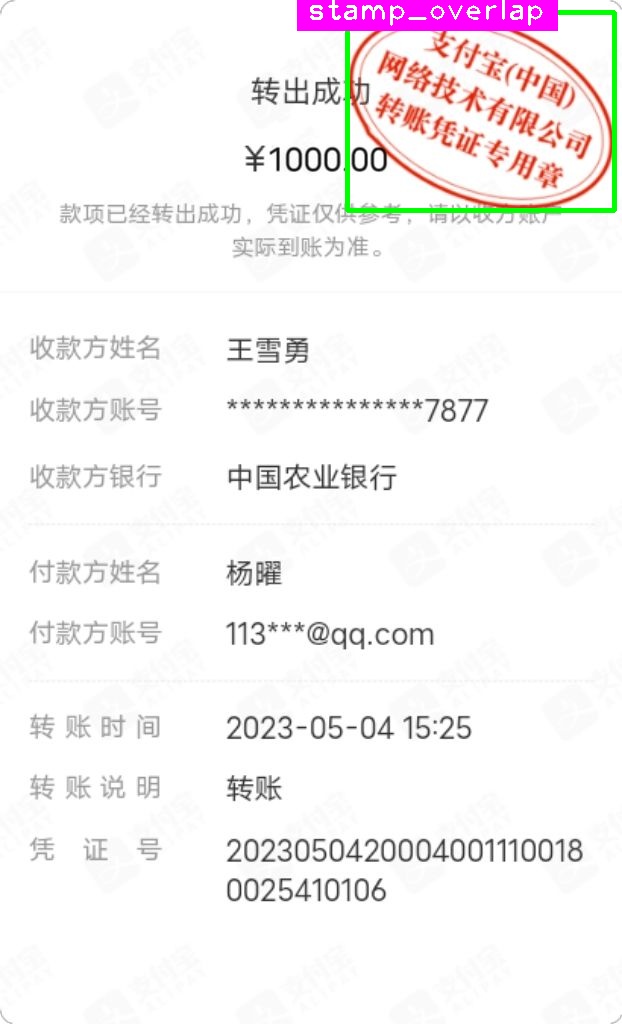 stamp_overlap
支付宝(中国)
网络技术有限公司
转账凭证专用章
转出成功
¥1000.00
款项已经转出成功，凭证仅供参考，请以收方账户
实际到账为准。
收款方姓名 王雪勇
收款方账号 ***************7877
收款方银行 中国农业银行
付款方姓名 杨曜
付款方账号 113***@qq.com
转账时间 2023-05-04 15:25
转账说明 转账
凭证号 2023050420004001110018
0025410106